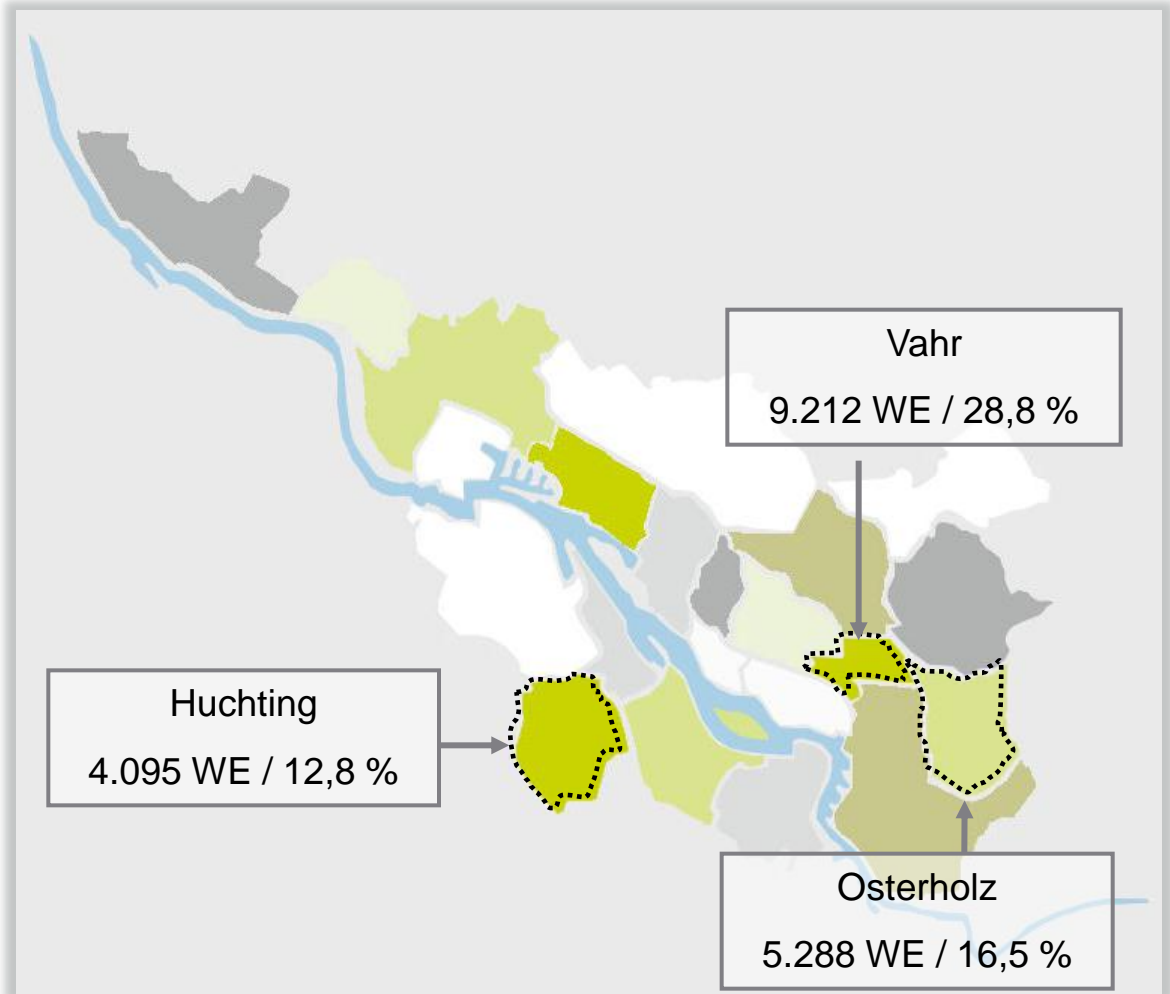 Vahr
9.212 WE / 28,8 %
Huchting
4.095 WE / 12,8 %
Osterholz
5.288 WE / 16,5 %